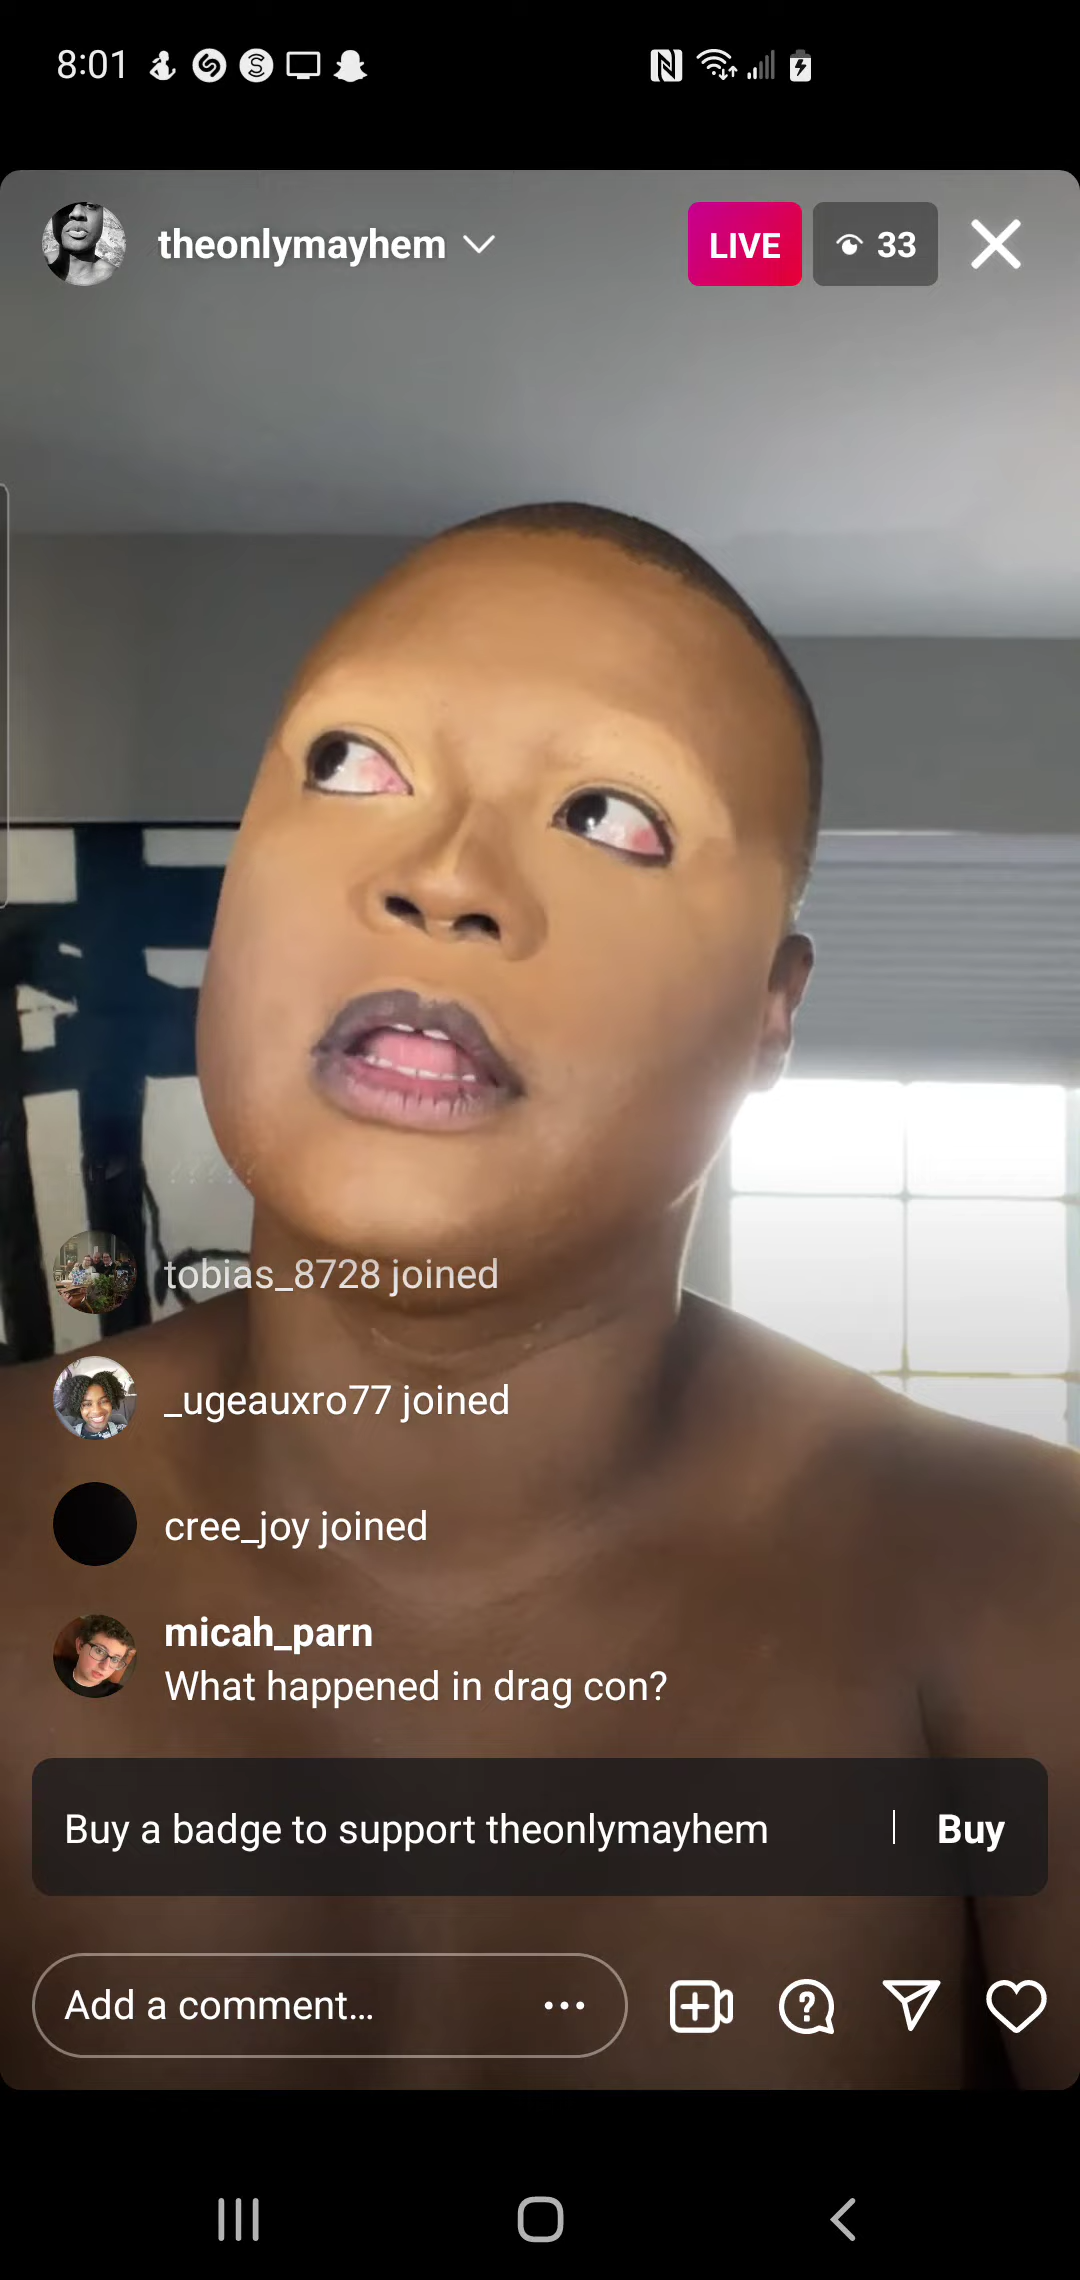 8:01
theonlymayhem
LIVE
33
tobias_8728 joined
_ugeauxro77 joined
cree_joy joined
micah_parn
What happened in drag con?
Buy a badge to support theonlymayhem | Buy
Add a comment...